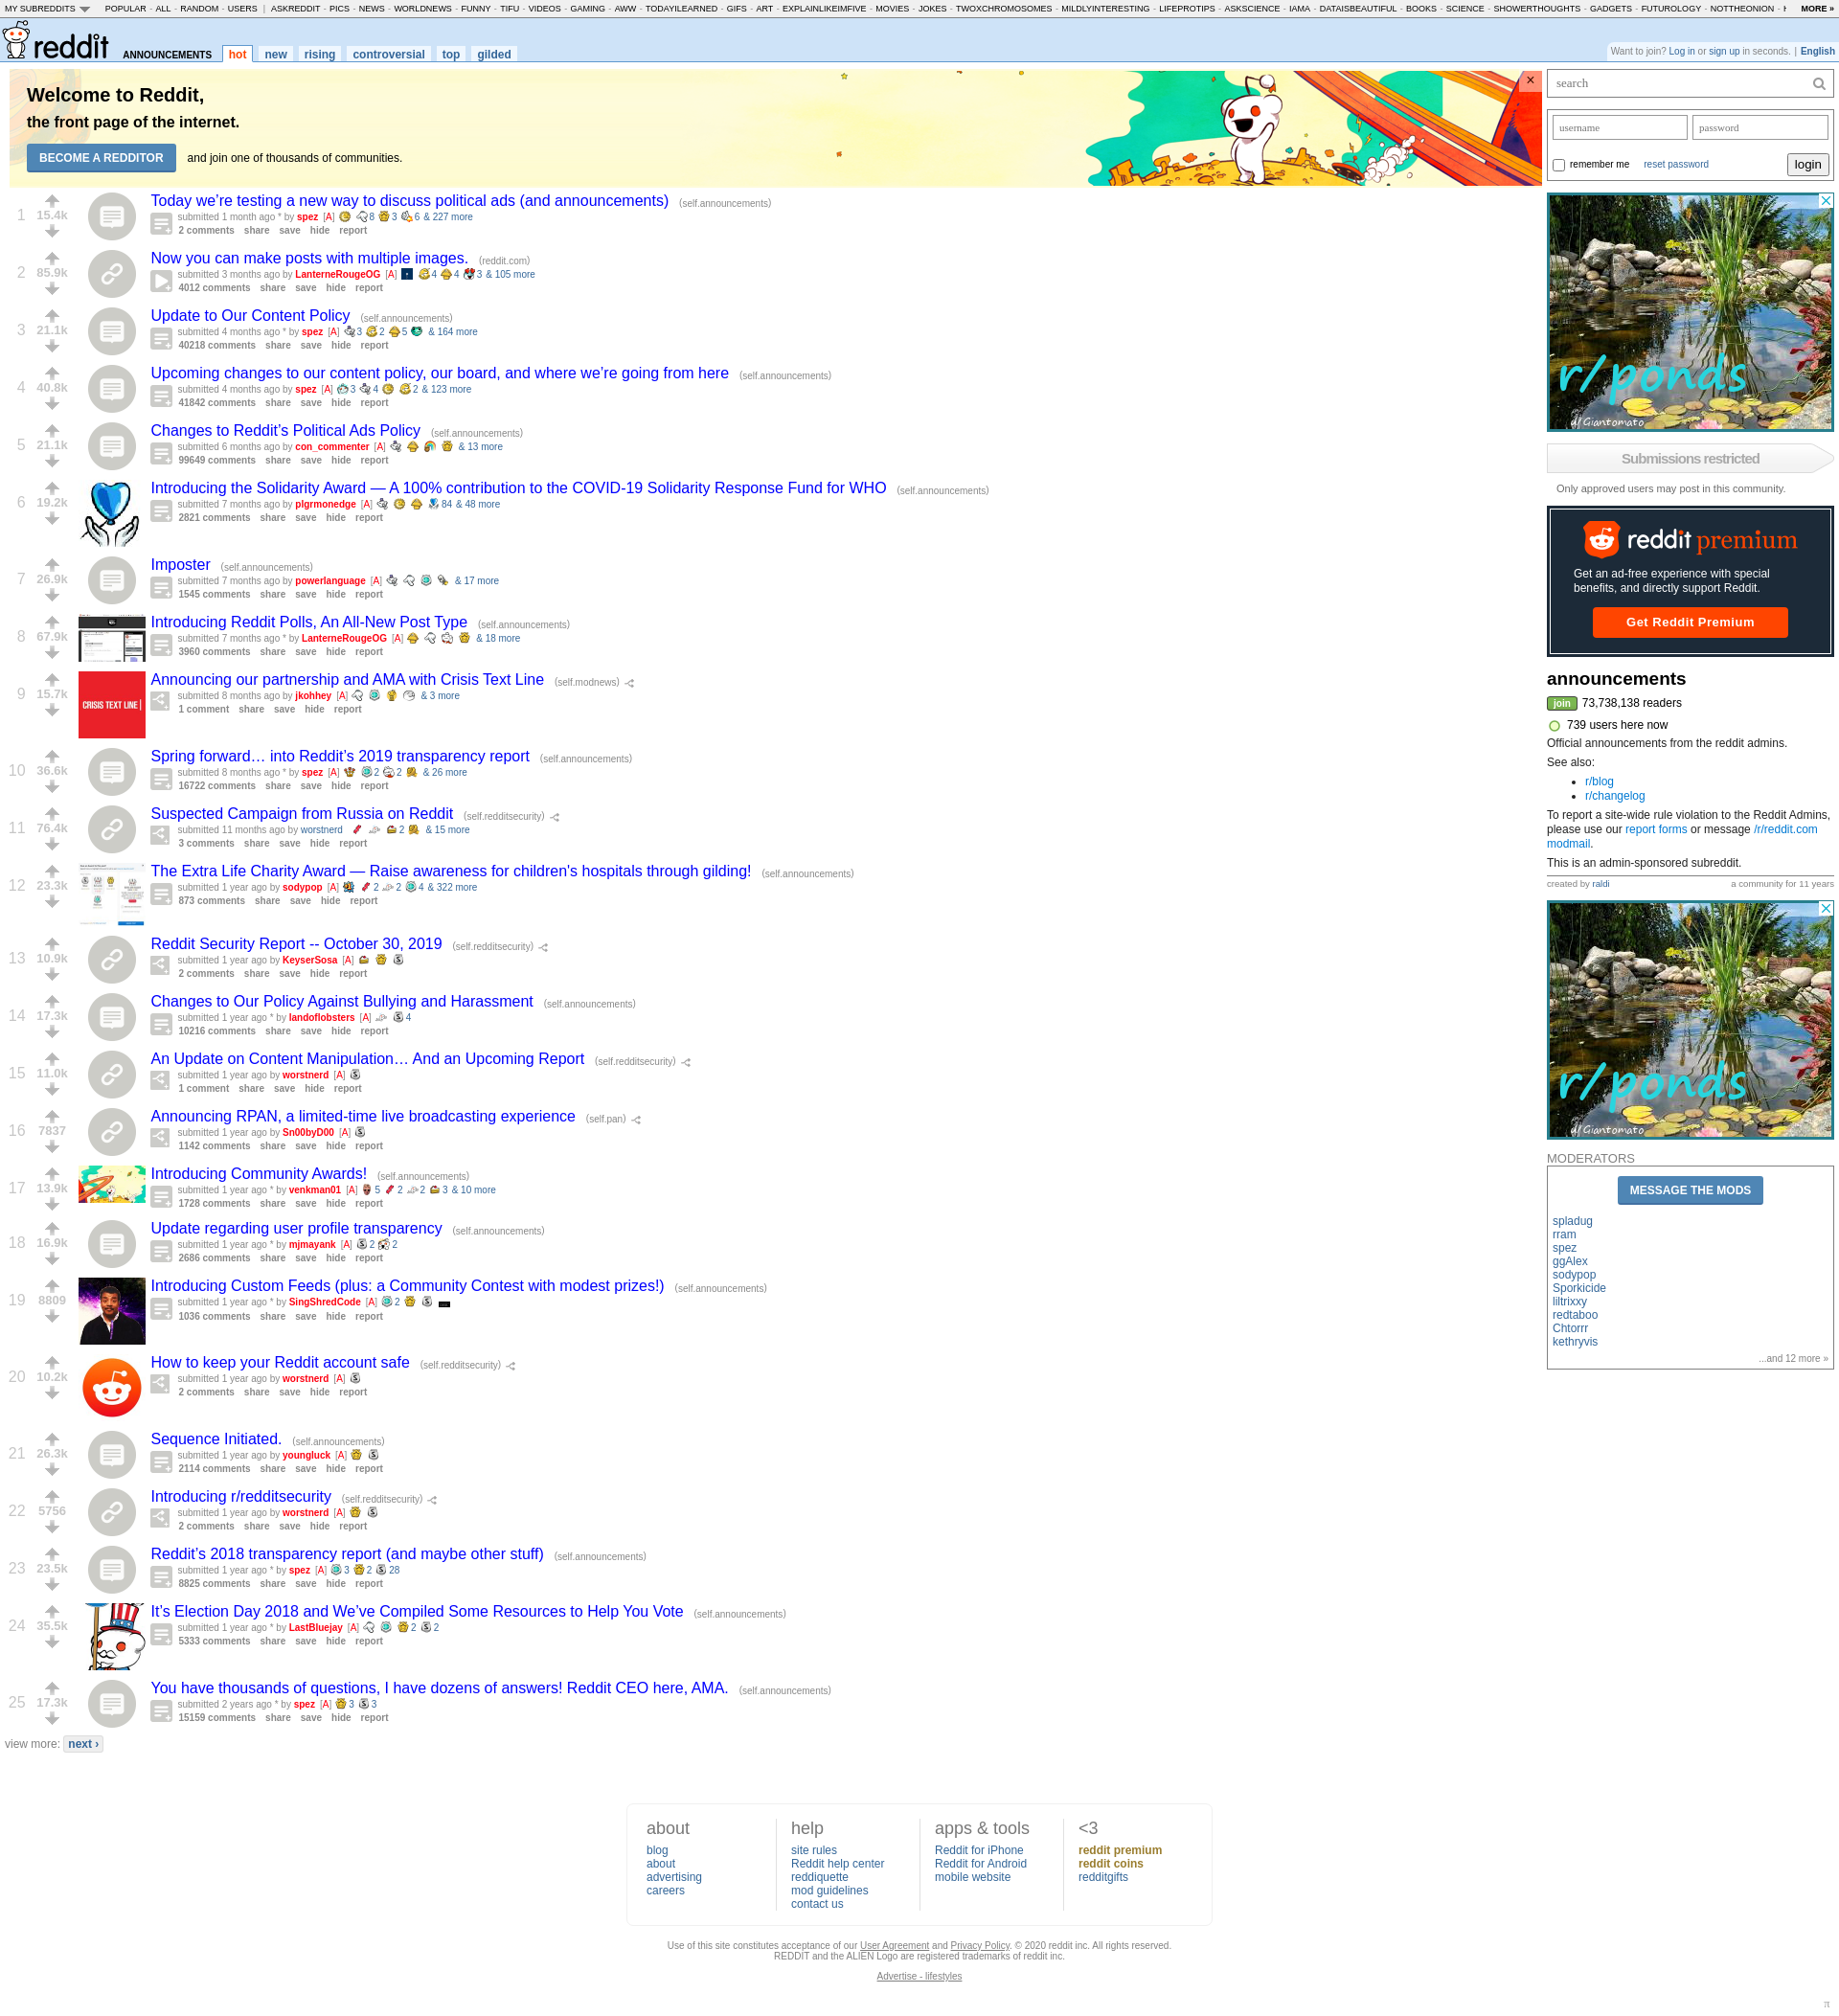 MY SUBREDDITS POPULAR - ALL - RANDOM - USERS | ASKREDDIT - PICS - NEWS - WORLDNEWS - FUNNY - TIFU - VIDEOS - GAMING - AWW - TODAYILEARNED - GIFS - ART - EXPLAINLIKEIMFIVE - MOVIES - JOKES - TWOXCHROMOSOMES - MILDLYINTERESTING - LIFEPROTIPS - ASKSCIENCE - IAMA - DATAISBEAUTIFUL - BOOKS - SCIENCE - SHOWERTHOUGHTS - GADGETS - FUTUROLOGY - NOTTHEONION - MORE »
reddit ANNOUNCEMENTS hot new rising controversial top gilded
Want to join? Log in or sign up in seconds. | English
Welcome to Reddit,
the front page of the internet.
BECOME A REDDITOR and join one of thousands of communities.
×
1
15.4k
Today we're testing a new way to discuss political ads (and announcements) (self.announcements)
submitted 1 month ago * by spez [A] 8 3 6 & 227 more
2 comments share save hide report
2
85.9k
Now you can make posts with multiple images. (reddit.com)
submitted 3 months ago by LanterneRougeOG [A] 4 4 3 & 105 more
4012 comments share save hide report
3
21.1k
Update to Our Content Policy (self.announcements)
submitted 4 months ago * by spez [A] 3 2 5 & 164 more
40218 comments share save hide report
4
40.8k
Upcoming changes to our content policy, our board, and where we're going from here (self.announcements)
submitted 4 months ago by spez [A] 3 4 2 & 123 more
41842 comments share save hide report
5
21.1k
Changes to Reddit's Political Ads Policy (self.announcements)
submitted 6 months ago by con_commenter [A] & 13 more
99649 comments share save hide report
6
19.2k
Introducing the Solidarity Award — A 100% contribution to the COVID-19 Solidarity Response Fund for WHO (self.announcements)
submitted 7 months ago by plgrmonedge [A] 84 & 48 more
2821 comments share save hide report
7
26.9k
Imposter (self.announcements)
submitted 7 months ago by powerlanguage [A] & 17 more
1545 comments share save hide report
8
67.9k
Introducing Reddit Polls, An All-New Post Type (self.announcements)
submitted 7 months ago * by LanterneRougeOG [A] & 18 more
3960 comments share save hide report
9
15.7k
CRISIS TEXT LINE|
Announcing our partnership and AMA with Crisis Text Line (self.modnews)
submitted 8 months ago by jkohhey [A] & 3 more
1 comment share save hide report
10
36.6k
Spring forward… into Reddit's 2019 transparency report (self.announcements)
submitted 8 months ago * by spez [A] 2 2 & 26 more
16722 comments share save hide report
11
76.4k
Suspected Campaign from Russia on Reddit (self.redditsecurity)
submitted 11 months ago by worstnerd 2 & 15 more
3 comments share save hide report
12
23.3k
The Extra Life Charity Award — Raise awareness for children's hospitals through gilding! (self.announcements)
submitted 1 year ago by sodypop [A] 2 2 4 & 322 more
873 comments share save hide report
13
10.9k
Reddit Security Report -- October 30, 2019 (self.redditsecurity)
submitted 1 year ago by KeyserSosa [A]
2 comments share save hide report
14
17.3k
Changes to Our Policy Against Bullying and Harassment (self.announcements)
submitted 1 year ago * by landoflobsters [A] 4
10216 comments share save hide report
15
11.0k
An Update on Content Manipulation… And an Upcoming Report (self.redditsecurity)
submitted 1 year ago by worstnerd [A]
1 comment share save hide report
16
7837
Announcing RPAN, a limited-time live broadcasting experience (self.pan)
submitted 1 year ago by Sn00byD00 [A]
1142 comments share save hide report
17
13.9k
Introducing Community Awards! (self.announcements)
submitted 1 year ago * by venkman01 [A] 5 2 2 3 & 10 more
1728 comments share save hide report
18
16.9k
Update regarding user profile transparency (self.announcements)
submitted 1 year ago * by mjmayank [A] 2 2
2686 comments share save hide report
19
8809
Introducing Custom Feeds (plus: a Community Contest with modest prizes!) (self.announcements)
submitted 1 year ago * by SingShredCode [A] 2
1036 comments share save hide report
20
10.2k
How to keep your Reddit account safe (self.redditsecurity)
submitted 1 year ago by worstnerd [A]
2 comments share save hide report
21
26.3k
Sequence Initiated. (self.announcements)
submitted 1 year ago by youngluck [A]
2114 comments share save hide report
22
5756
Introducing r/redditsecurity (self.redditsecurity)
submitted 1 year ago by worstnerd [A]
2 comments share save hide report
23
23.5k
Reddit's 2018 transparency report (and maybe other stuff) (self.announcements)
submitted 1 year ago * by spez [A] 3 2 28
8825 comments share save hide report
24
35.5k
It's Election Day 2018 and We've Compiled Some Resources to Help You Vote (self.announcements)
submitted 1 year ago * by LastBluejay [A] 2 2
5333 comments share save hide report
25
17.3k
You have thousands of questions, I have dozens of answers! Reddit CEO here, AMA. (self.announcements)
submitted 2 years ago * by spez [A] 3 3
15159 comments share save hide report
view more: next ›
search
username password
remember me reset password login
r/ponds
u/Giantomato
Submissions restricted
Only approved users may post in this community.
reddit premium
Get an ad-free experience with special
benefits, and directly support Reddit.
Get Reddit Premium
announcements
join 73,738,138 readers
739 users here now
Official announcements from the reddit admins.
See also:
• r/blog
• r/changelog
To report a site-wide rule violation to the Reddit Admins,
please use our report forms or message /r/reddit.com
modmail.
This is an admin-sponsored subreddit.
created by raldi a community for 11 years
r/ponds
u/Giantomato
MODERATORS
MESSAGE THE MODS
spladug
rram
spez
ggAlex
sodypop
Sporkicide
liltrixxy
redtaboo
Chtorrr
kethryvis
...and 12 more »
about
blog
about
advertising
careers
help
site rules
Reddit help center
reddiquette
mod guidelines
contact us
apps & tools
Reddit for iPhone
Reddit for Android
mobile website
<3
reddit premium
reddit coins
redditgifts
Use of this site constitutes acceptance of our User Agreement and Privacy Policy. © 2020 reddit inc. All rights reserved.
REDDIT and the ALIEN Logo are registered trademarks of reddit inc.
Advertise - lifestyles
π